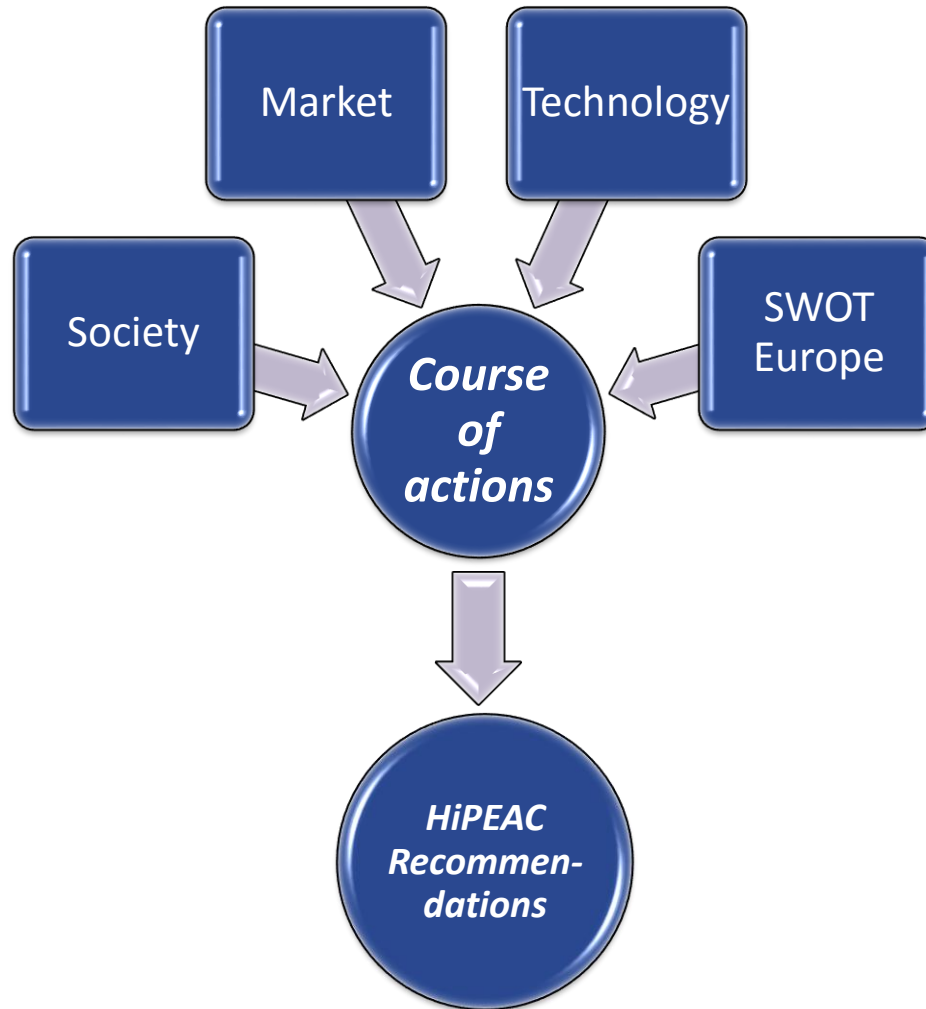 Market
Technology
Society
SWOT
Europe
Course
of
actions
HiPEAC
Recommen-
dations